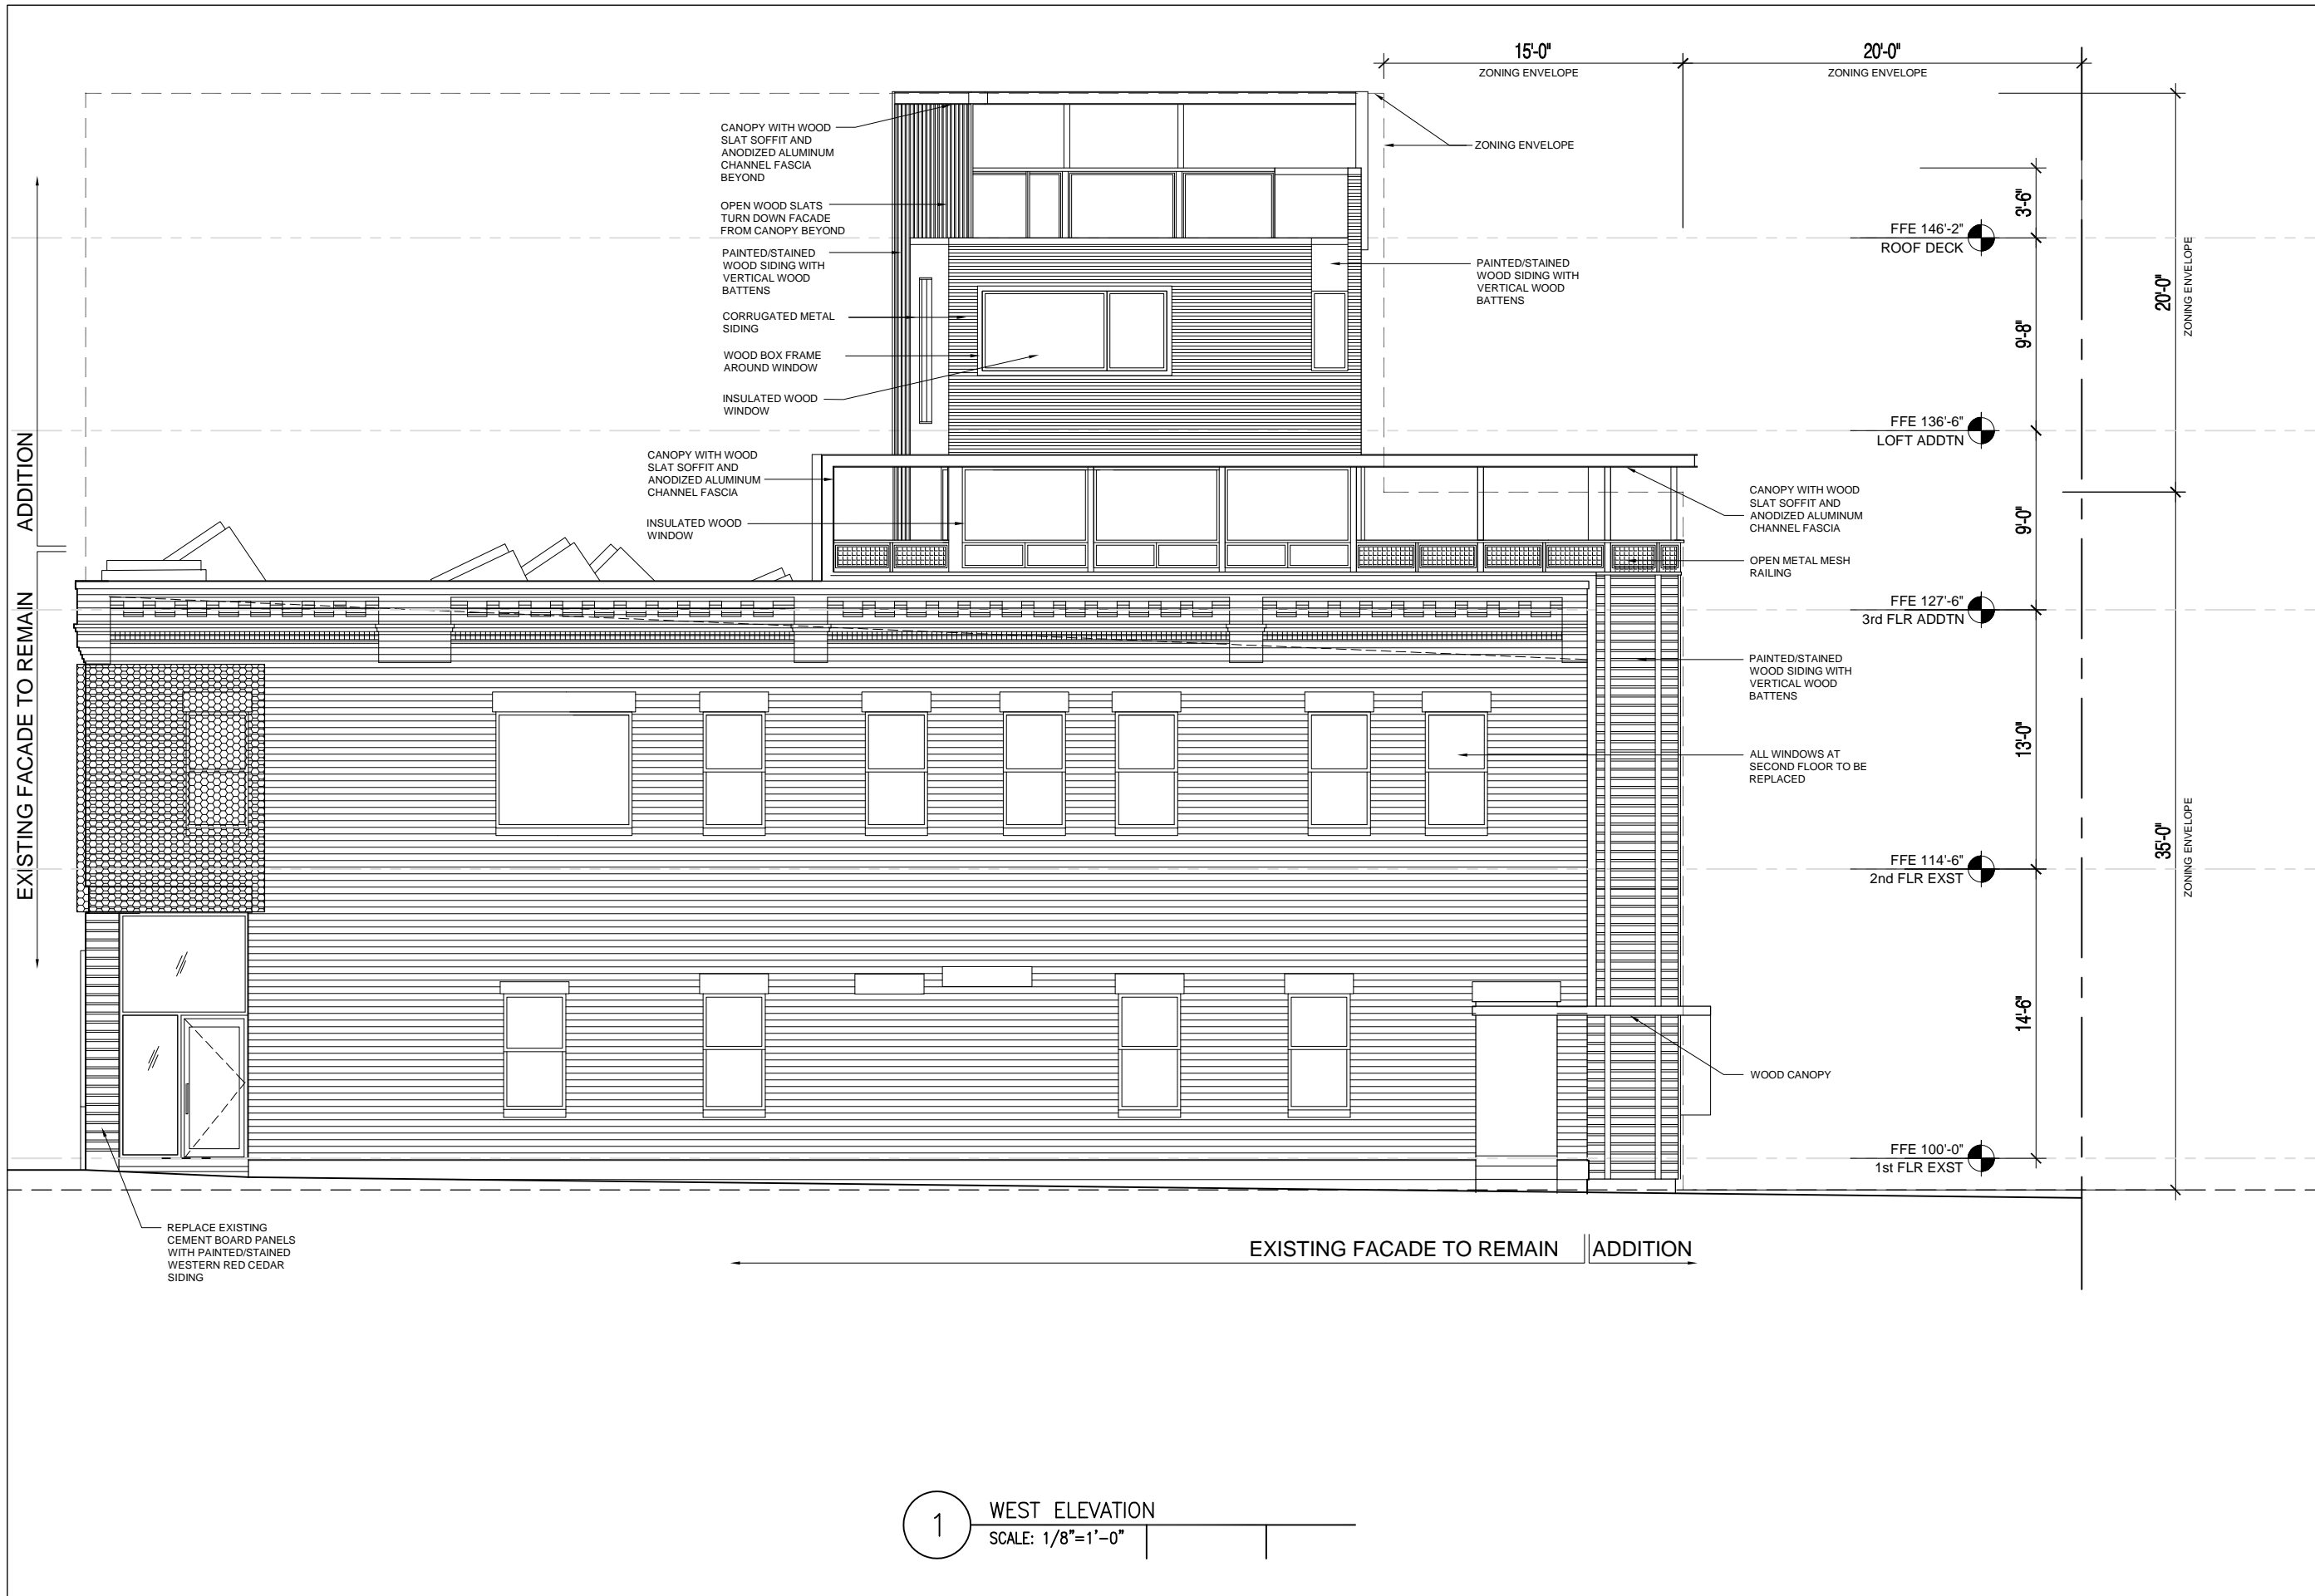 15'-0"
ZONING ENVELOPE
20'-0"
ZONING ENVELOPE
CANOPY WITH WOOD
SLAT SOFFIT AND
ANODIZED ALUMINUM
CHANNEL FASCIA
BEYOND
OPEN WOOD SLATS
TURN DOWN FACADE
FROM CANOPY BEYOND
PAINTED/STAINED
WOOD SIDING WITH
VERTICAL WOOD
BATTENS
CORRUGATED METAL
SIDING
WOOD BOX FRAME
AROUND WINDOW
INSULATED WOOD
WINDOW
CANOPY WITH WOOD
SLAT SOFFIT AND
ANODIZED ALUMINUM
CHANNEL FASCIA
INSULATED WOOD
WINDOW
ZONING ENVELOPE
PAINTED/STAINED
WOOD SIDING WITH
VERTICAL WOOD
BATTENS
CANOPY WITH WOOD
SLAT SOFFIT AND
ANODIZED ALUMINUM
CHANNEL FASCIA
OPEN METAL MESH
RAILING
PAINTED/STAINED
WOOD SIDING WITH
VERTICAL WOOD
BATTENS
ALL WINDOWS AT
SECOND FLOOR TO BE
REPLACED
WOOD CANOPY
FFE 146'-2"
ROOF DECK
FFE 136'-6"
LOFT ADDTN
FFE 127'-6"
3rd FLR ADDTN
FFE 114'-6"
2nd FLR EXST
FFE 100'-0"
1st FLR EXST
3'-6"
9'-8"
9'-0"
13'-0"
14'-6"
20'-0"
ZONING ENVELOPE
35'-0"
ZONING ENVELOPE
ADDITION
EXISTING FACADE TO REMAIN
REPLACE EXISTING
CEMENT BOARD PANELS
WITH PAINTED/STAINED
WESTERN RED CEDAR
SIDING
EXISTING FACADE TO REMAIN
ADDITION
1
WEST ELEVATION
SCALE: 1/8"=1'-0"